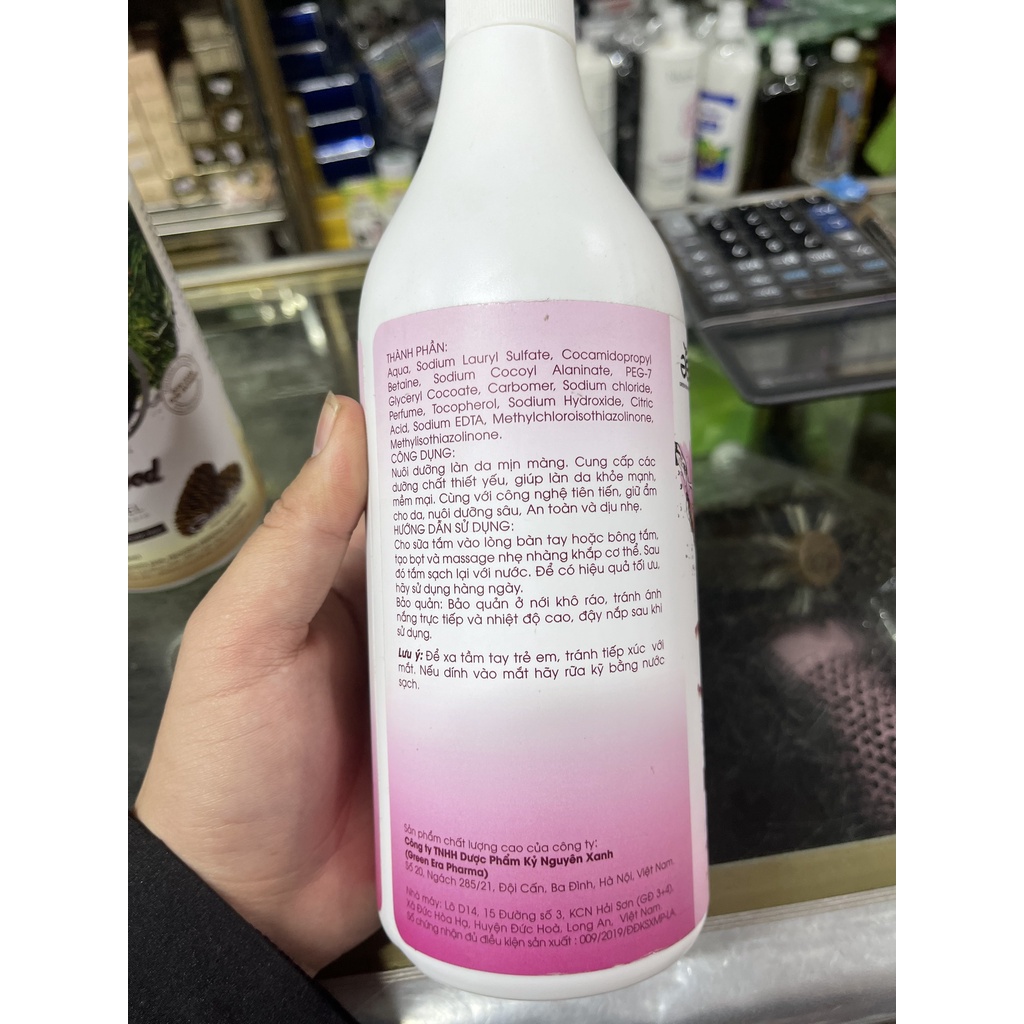 THÀNH PHẦN:
Aqua, Sodium Lauryl Sulfate, Cocamidopropyl
Betaine, Sodium Cocoyl Alaninate, PEG-7
Glyceryl Cocoate, Carbomer, Sodium chloride,
Perfume, Tocopherol, Sodium Hydroxide, Citric
Acid, Sodium EDTA, Methylchloroisothiazolinone,
Methylisothiazolinone.
CÔNG DỤNG:
Nuôi dưỡng làn da mịn màng. Cung cấp các
dưỡng chất thiết yếu, giúp làn da khỏe mạnh,
mềm mại. Cùng với công nghệ tiên tiến, giữ ẩm
cho da, nuôi dưỡng sâu, An toàn và dịu nhẹ.
HƯỚNG DẪN SỬ DỤNG:
Cho sữa tắm vào lòng bàn tay hoặc bông tắm,
tạo bọt và massage nhẹ nhàng khắp cơ thể. Sau
đó tắm sạch lại với nước. Để có hiệu quả tối ưu,
hãy sử dụng hàng ngày.
Bảo quản: Bảo quản ở nới khô ráo, tránh ánh
nắng trực tiếp và nhiệt độ cao, đậy nắp sau khi
sử dụng.
Lưu ý: Để xa tầm tay trẻ em, tránh tiếp xúc với
mắt. Nếu dính vào mắt hãy rữa kỹ bằng nước
sạch.
Sản phẩm chất lượng cao của công ty:
Công ty TNHH Dược Phẩm Kỷ Nguyên Xanh
(Green Era Pharma)
Số 20, Ngách 285/21, Đội Cấn, Ba Đình, Hà Nội, Việt Nam.
Nhà máy: Lô D14, 15 Đường số 3, KCN Hải Sơn (GĐ 3+4),
Xã Đức Hòa Hạ, Huyện Đức Hoà, Long An, Việt Nam.
Số chứng nhận đủ điều kiện sản xuất : 009/2019/ĐĐKSXMP-LA.